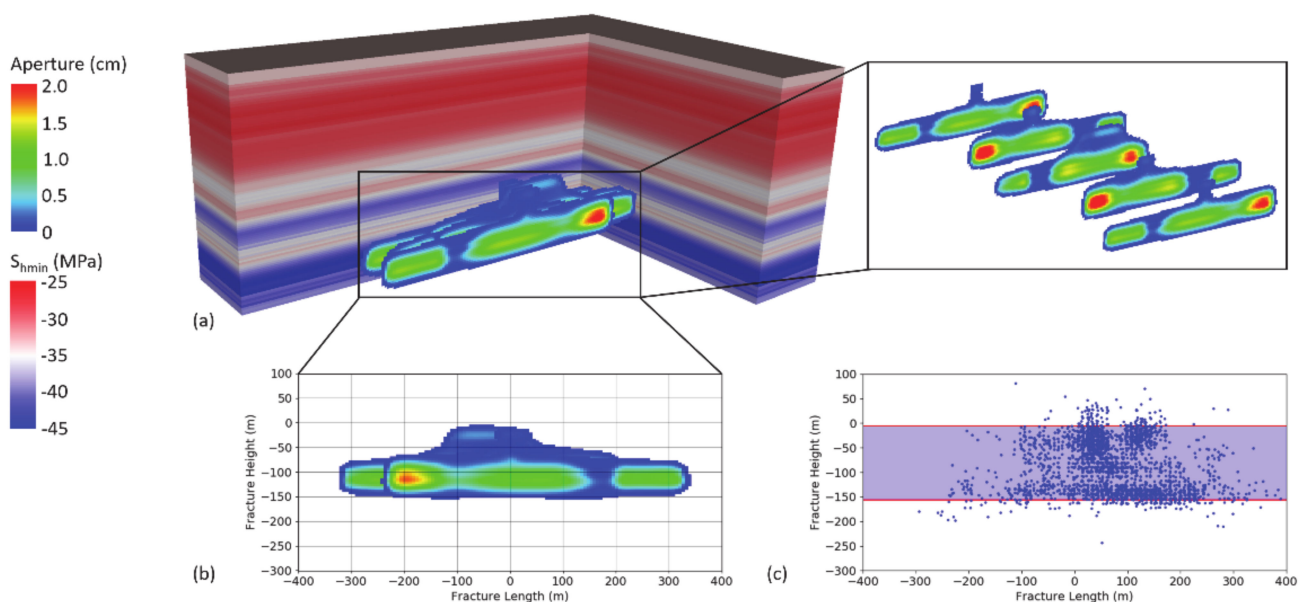 Aperture (cm)
2.0
1.5
1.0
0.5
0
S_hmin (MPa)
-25
-30
-35
-40
-45
(a)
100
50
0
−50
−100
−150
−200
−250
−300
Fracture Height (m)
−400 −300 −200 −100 0 100 200 300 400
Fracture Length (m)
(b)
100
50
0
−50
−100
−150
−200
−250
−300
Fracture Height (m)
−400 −300 −200 −100 0 100 200 300 400
Fracture Length (m)
(c)